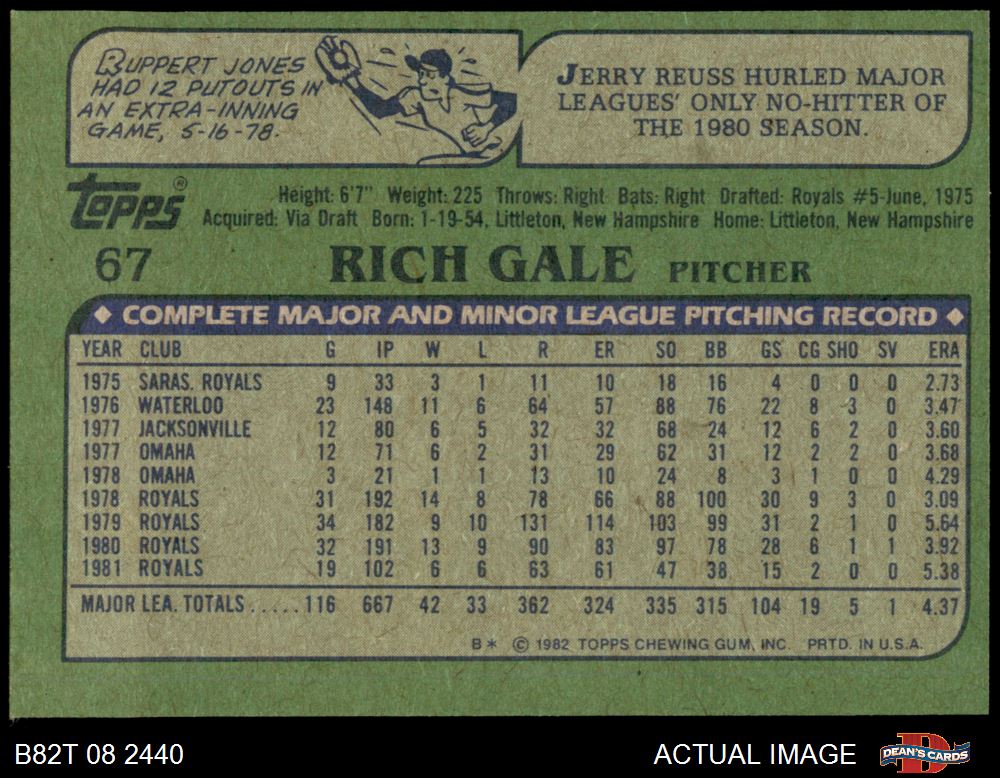 RUPPERT JONES
HAD 12 PUTOUTS IN
AN EXTRA-INNING
GAME, 5-16-78.
JERRY REUSS HURLED MAJOR
LEAGUES' ONLY NO-HITTER OF
THE 1980 SEASON.
Topps®
Height: 6'7" Weight: 225 Throws: Right Bats: Right Drafted: Royals #5-June, 1975
Acquired: Via Draft Born: 1-19-54, Littleton, New Hampshire Home: Littleton, New Hampshire
67 RICH GALE PITCHER
COMPLETE MAJOR AND MINOR LEAGUE PITCHING RECORD
YEAR CLUB G IP W L R ER SO BB GS CG SHO SV ERA
1975 SARAS. ROYALS 9 33 3 1 11 10 18 16 4 0 0 0 2.73
1976 WATERLOO 23 148 11 6 64 57 88 76 22 8 3 0 3.47
1977 JACKSONVILLE 12 80 6 5 32 32 68 24 12 6 2 0 3.60
1977 OMAHA 12 71 6 2 31 29 62 31 12 2 2 0 3.68
1978 OMAHA 3 21 1 1 13 10 24 8 3 1 0 0 4.29
1978 ROYALS 31 192 14 8 78 66 88 100 30 9 3 0 3.09
1979 ROYALS 34 182 9 10 131 114 103 99 31 2 1 0 5.64
1980 ROYALS 32 191 13 9 90 83 97 78 28 6 1 1 3.92
1981 ROYALS 19 102 6 6 63 61 47 38 15 2 0 0 5.38
MAJOR LEA. TOTALS.....116 667 42 33 362 324 335 315 104 19 5 1 4.37
B* © 1982 TOPPS CHEWING GUM, INC. PRTD. IN U.S.A.
B82T 08 2440 ACTUAL IMAGE DEAN'S CARDS